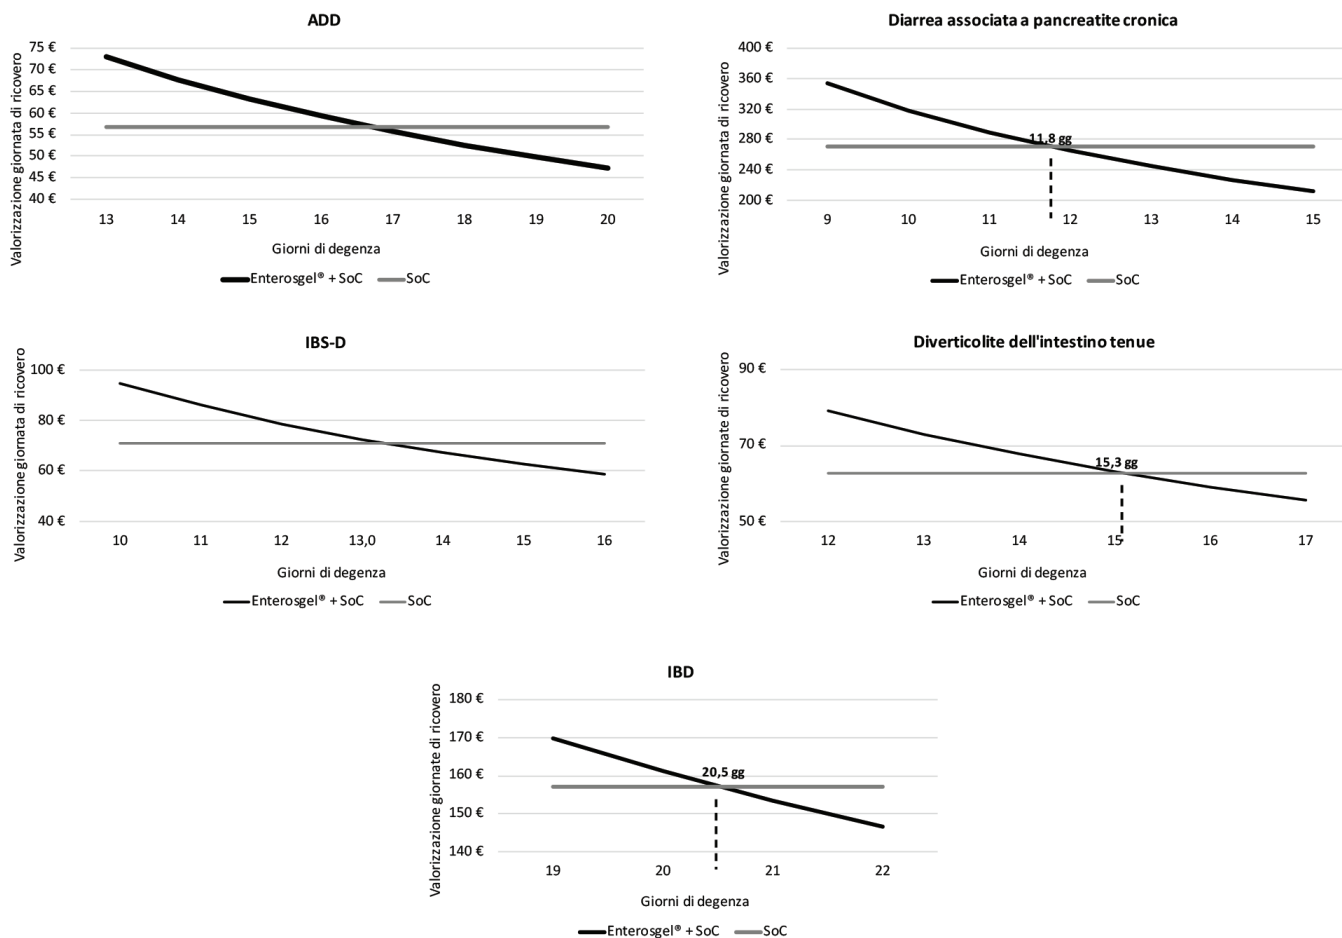 ADD
Valorizzazione giornata di ricovero
75 €
70 €
65 €
60 €
55 €
50 €
45 €
40 €
13 14 15 16 17 18 19 20
Giorni di degenza
Enterosgel® + SoC SoC
Diarrea associata a pancreatite cronica
Valorizzazione giornata di ricovero
400 €
360 €
320 €
280 €
240 €
200 €
11,8 gg
9 10 11 12 13 14 15
Giorni di degenza
Enterosgel® + SoC SoC
IBS-D
Valorizzazione giornate di ricovero
100 €
80 €
60 €
40 €
10 11 12 13,0 14 15 16
Giorni di degenza
Enterosgel® + SoC SoC
Diverticolite dell'intestino tenue
Valorizzazione giornate di ricovero
90 €
70 €
50 €
15,3 gg
12 13 14 15 16 17
Giorni di degenza
Enterosgel® + SoC SoC
IBD
Valorizzazione giornate di ricovero
180 €
170 €
160 €
150 €
140 €
20,5 gg
19 20 21 22
Giorni di degenza
Enterosgel® + SoC SoC